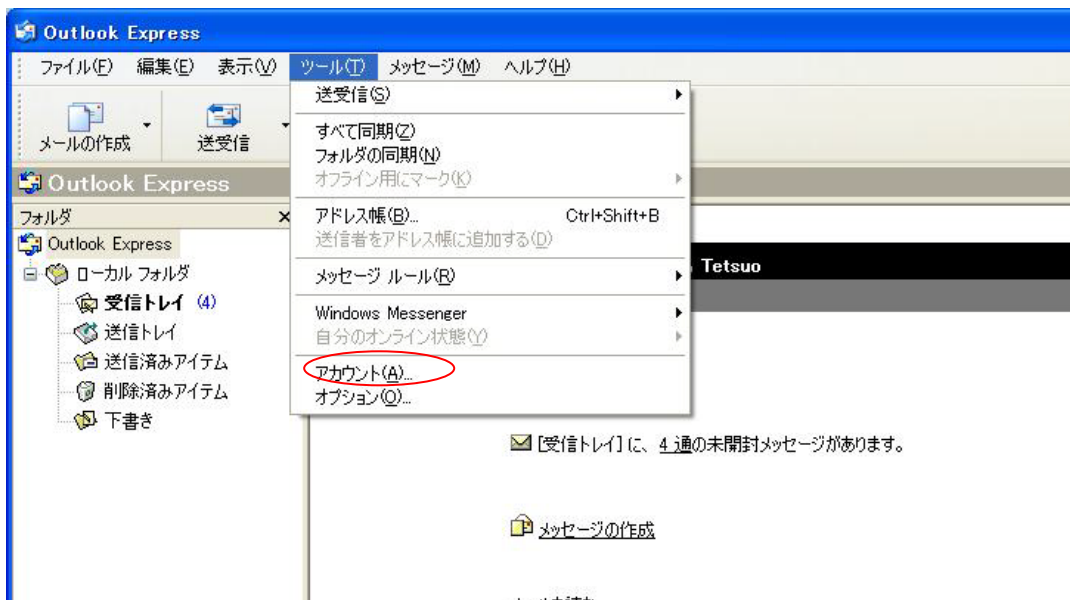 Outlook Express
ファイル(F) 編集(E) 表示(V) ツール(T) メッセージ(M) ヘルプ(H)
メールの作成 送受信
送受信(S)
すべて同期(Z)
フォルダの同期(N)
オフライン用にマーク(K)
アドレス帳(B)... Ctrl+Shift+B
送信者をアドレス帳に追加する(D)
メッセージ ルール(R)
Windows Messenger
自分のオンライン状態(Y)
アカウント(A)...
オプション(O)...
Outlook Express
フォルダ ×
Outlook Express
ローカル フォルダ
受信トレイ (4)
送信トレイ
送信済みアイテム
削除済みアイテム
下書き
Tetsuo
[受信トレイ] に、4 通の未開封メッセージがあります。
メッセージの作成